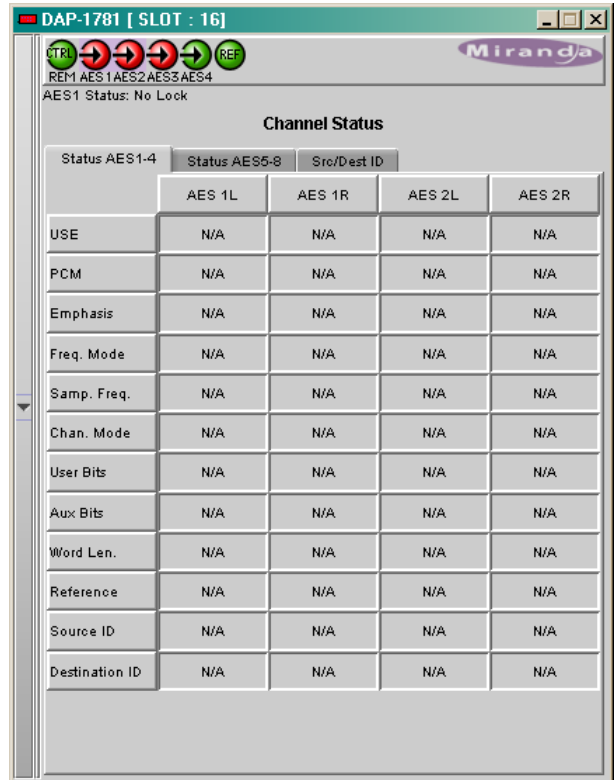 DAP-1781 [ SLOT : 16]
CTRL REF
Miranda
REM AES1 AES2 AES3 AES4
AES1 Status: No Lock
Channel Status
Status AES1-4 Status AES5-8 Src/Dest ID
AES 1L AES 1R AES 2L AES 2R
USE N/A N/A N/A N/A
PCM N/A N/A N/A N/A
Emphasis N/A N/A N/A N/A
Freq. Mode N/A N/A N/A N/A
Samp. Freq. N/A N/A N/A N/A
Chan. Mode N/A N/A N/A N/A
User Bits N/A N/A N/A N/A
Aux Bits N/A N/A N/A N/A
Word Len. N/A N/A N/A N/A
Reference N/A N/A N/A N/A
Source ID N/A N/A N/A N/A
Destination ID N/A N/A N/A N/A